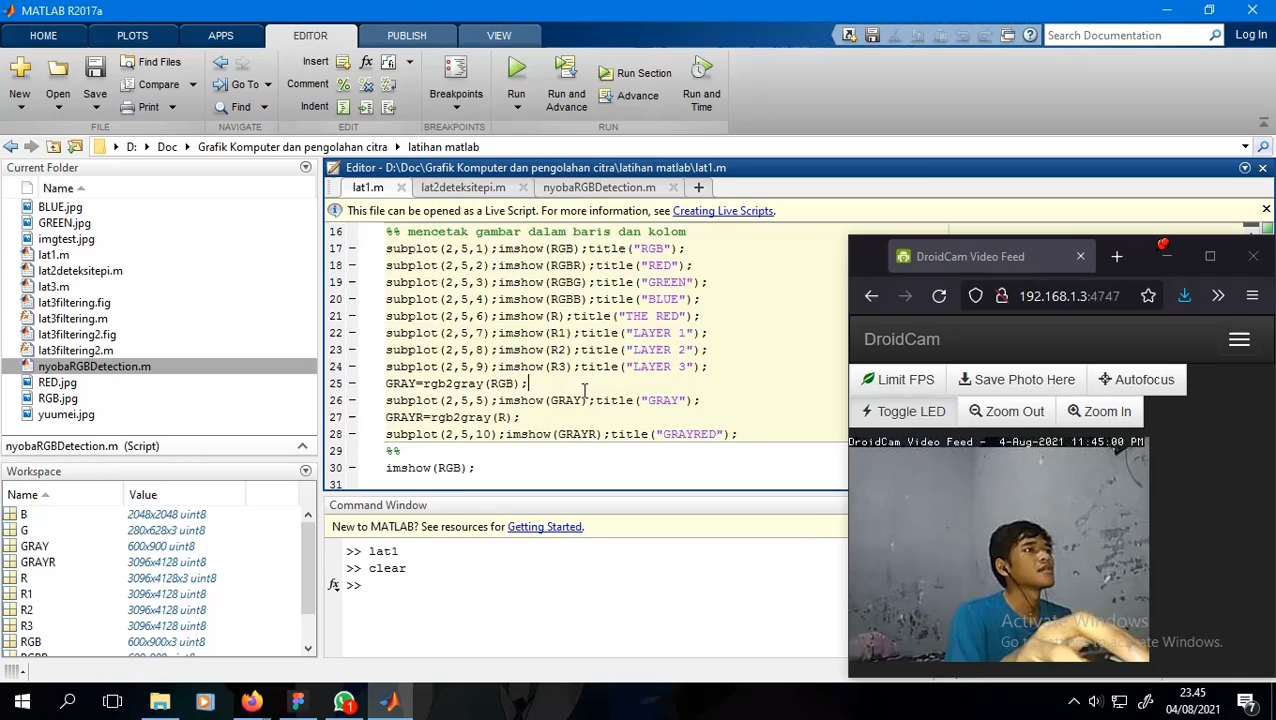 MATLAB R2017a
HOME PLOTS APPS EDITOR PUBLISH VIEW
Search Documentation Log In
New Open Save Find Files Compare Print
Go To Find
Insert Comment Indent
Breakpoints
Run Run and Advance Run Section Advance Run and Time
FILE NAVIGATE EDIT BREAKPOINTS RUN
D: Doc Grafik Komputer dan pengolahan citra latihan matlab
Current Folder
Name
BLUE.jpg
GREEN.jpg
imgtest.jpg
lat1.m
lat2deteksitepi.m
lat3.m
lat3filtering.fig
lat3filtering.m
lat3filtering2.fig
lat3filtering2.m
nyobaRGBDetection.m
RED.jpg
RGB.jpg
yuumei.jpg
nyobaRGBDetection.m (Script)
Workspace
Name Value
B 2048x2048 uint8
G 280x628x3 uint8
GRAY 600x900 uint8
GRAYR 3096x4128 uint8
R 3096x4128x3 uint8
R1 3096x4128 uint8
R2 3096x4128 uint8
R3 3096x4128 uint8
RGB 600x900x3 uint8
Editor - D:\Doc\Grafik Komputer dan pengolahan citra\latihan matlab\lat1.m
lat1.m lat2deteksitepi.m nyobaRGBDetection.m
This file can be opened as a Live Script. For more information, see Creating Live Scripts.
16 %% mencetak gambar dalam baris dan kolom
17 subplot(2,5,1);imshow(RGB);title("RGB");
18 subplot(2,5,2);imshow(RGBR);title("RED");
19 subplot(2,5,3);imshow(RGBG);title("GREEN");
20 subplot(2,5,4);imshow(RGBB);title("BLUE");
21 subplot(2,5,6);imshow(R);title("THE RED");
22 subplot(2,5,7);imshow(R1);title("LAYER 1");
23 subplot(2,5,8);imshow(R2);title("LAYER 2");
24 subplot(2,5,9);imshow(R3);title("LAYER 3");
25 GRAY=rgb2gray(RGB);
26 subplot(2,5,5);imshow(GRAY);title("GRAY");
27 GRAYR=rgb2gray(R);
28 subplot(2,5,10);imshow(GRAYR);title("GRAYRED");
29 %%
30 imshow(RGB);
31
Command Window
New to MATLAB? See resources for Getting Started.
>> lat1
>> clear
fx >>
DroidCam Video Feed
192.168.1.3:4747
DroidCam
Limit FPS Save Photo Here Autofocus
Toggle LED Zoom Out Zoom In
DroidCam Video Feed - 4-Aug-2021 11:45:00 PM
Activate Windows
Go to Settings to activate Windows.
23.45
04/08/2021
7